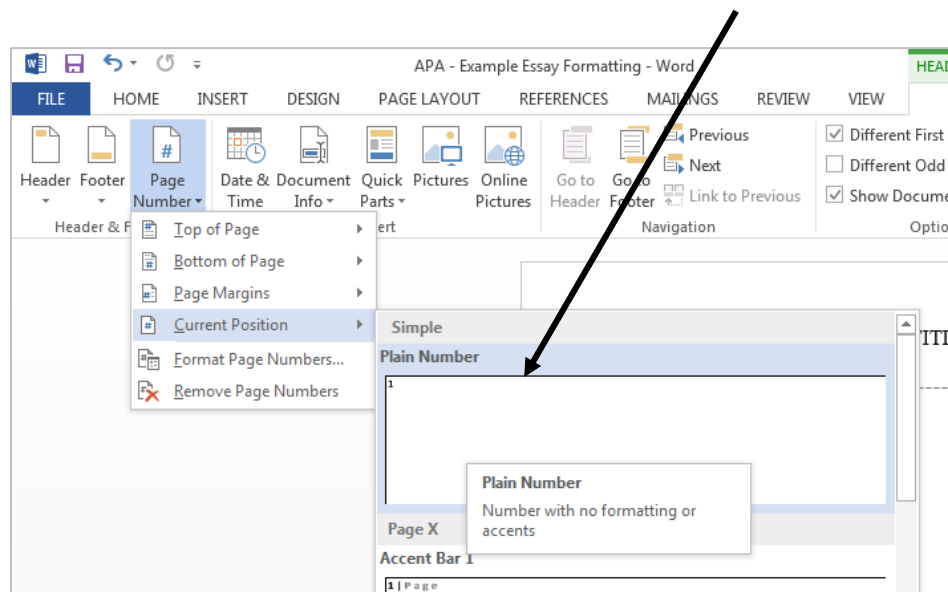 APA - Example Essay Formatting - Word
HEAD
FILE HOME INSERT DESIGN PAGE LAYOUT REFERENCES MAILINGS REVIEW VIEW
Header Footer Page Number Date & Time Document Info Quick Parts Pictures Online Pictures Go to Header Go to Footer Previous
Next
Link to Previous
Different First
Different Odd
Show Docume
Header & F
ert
Navigation
Optio
Top of Page
Bottom of Page
Page Margins
Current Position
Format Page Numbers...
Remove Page Numbers
Simple
Plain Number
1
Plain Number
Number with no formatting or
accents
Page X
Accent Bar 1
1 | Page
TITL